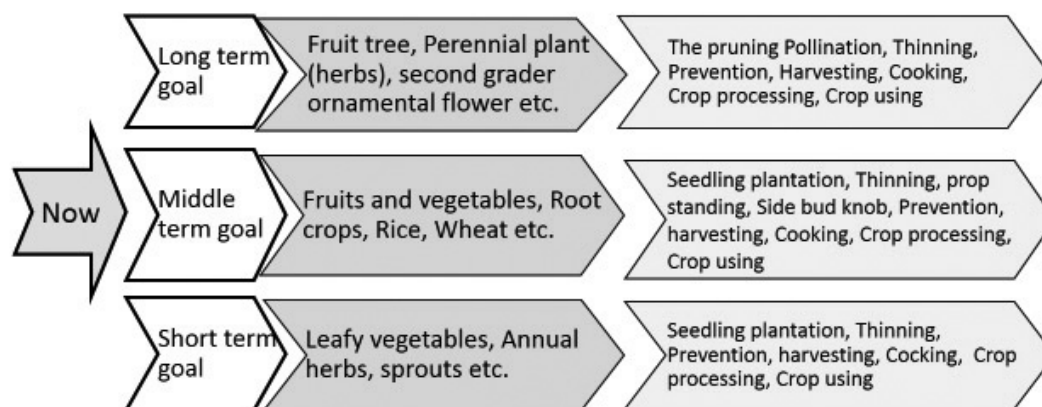 Long term
goal
Fruit tree, Perennial plant
(herbs), second grader
ornamental flower etc.
The pruning Pollination, Thinning,
Prevention, Harvesting, Cooking,
Crop processing, Crop using
Now
Middle
term goal
Fruits and vegetables, Root
crops, Rice, Wheat etc.
Seedling plantation, Thinning, prop
standing, Side bud knob, Prevention,
harvesting, Cooking, Crop processing,
Crop using
Short term
goal
Leafy vegetables, Annual
herbs, sprouts etc.
Seedling plantation, Thinning,
Prevention, harvesting, Cocking, Crop
processing, Crop using